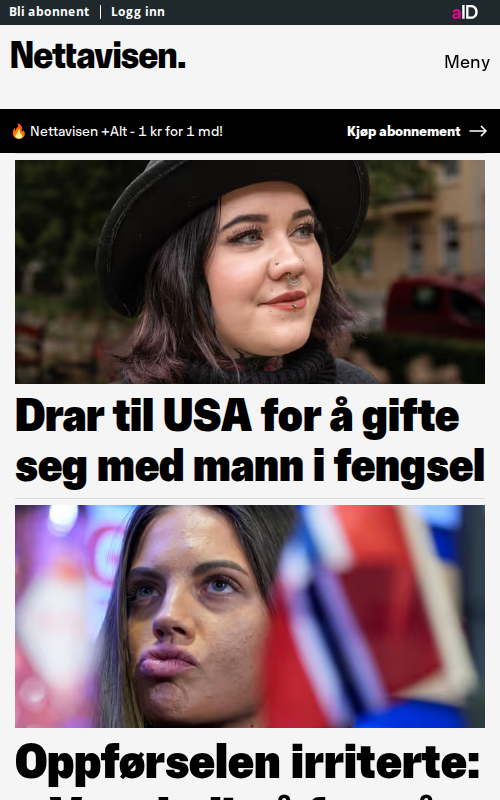 Bli abonnent | Logg inn
aID
Nettavisen.
Meny
🔥 Nettavisen +Alt - 1 kr for 1 md!
Kjøp abonnement →
Drar til USA for å gifte
seg med mann i fengsel
Oppførselen irriterte: